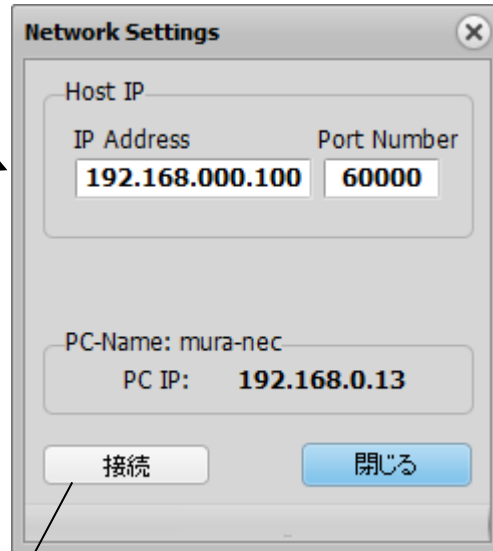 Network Settings
Host IP
IP Address Port Number
192.168.000.100 60000
PC-Name: mura-nec
PC IP: 192.168.0.13
接続 閉じる